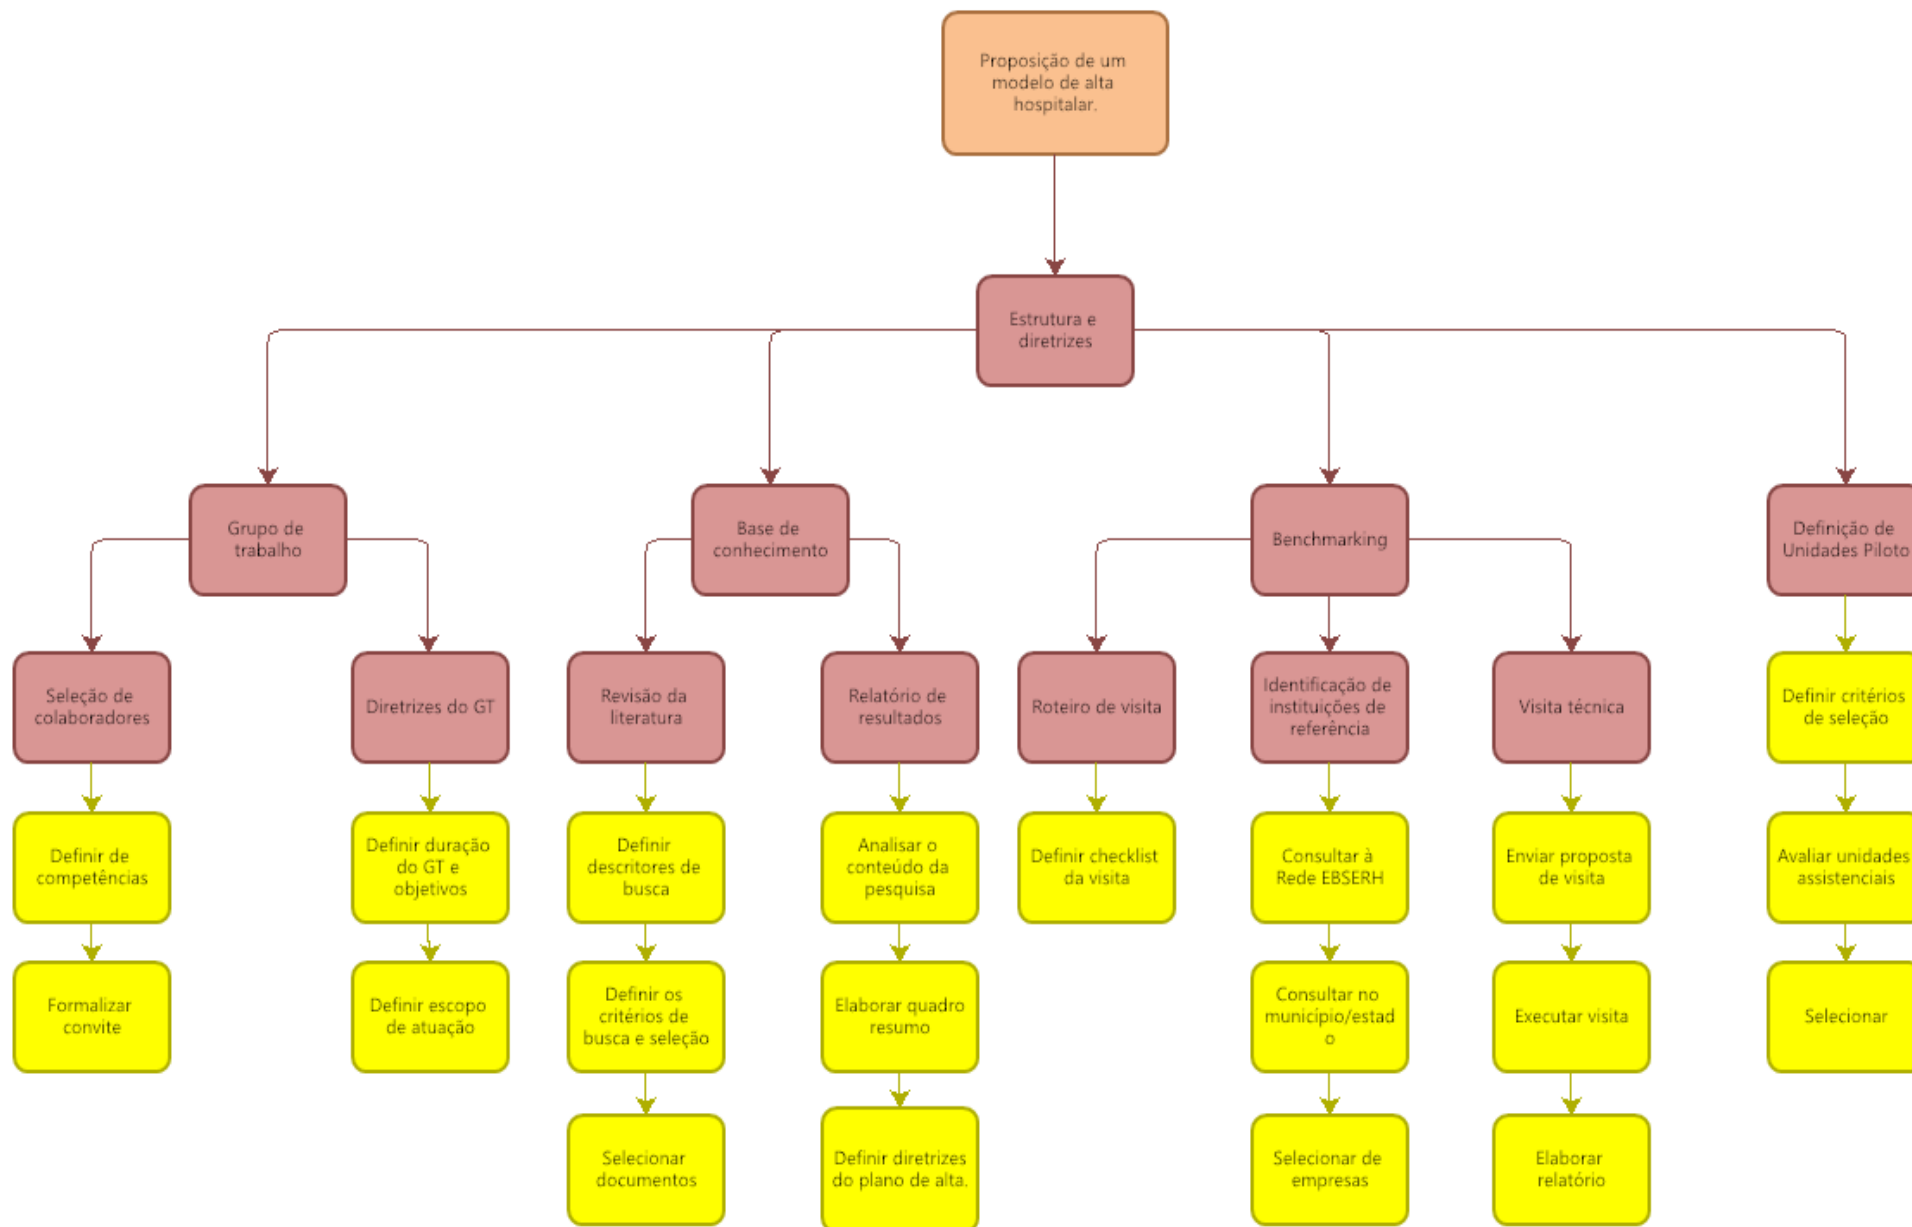 Proposição de um
modelo de alta
hospitalar.
Estrutura e
diretrizes
Grupo de
trabalho
Base de
conhecimento
Benchmarking
Definição de
Unidades Piloto
Seleção de
colaboradores
Diretrizes do GT
Revisão da
literatura
Relatório de
resultados
Roteiro de visita
Identificação de
instituições de
referência
Visita técnica
Definir critérios
de seleção
Definir de
competências
Definir duração
do GT e
objetivos
Definir
descritores de
busca
Analisar o
conteúdo da
pesquisa
Definir checklist
da visita
Consultar à
Rede EBSERH
Enviar proposta
de visita
Avaliar unidades
assistenciais
Formalizar
convite
Definir escopo
de atuação
Definir os
critérios de
busca e seleção
Elaborar quadro
resumo
Consultar no
município/estad
o
Executar visita
Selecionar
Selecionar
documentos
Definir diretrizes
do plano de alta.
Selecionar de
empresas
Elaborar
relatório